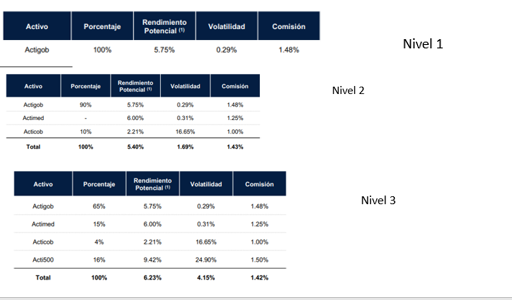 Activo Porcentaje Rendimiento Potencial (1) Volatilidad Comisión
Actigob 100% 5.75% 0.29% 1.48%
Nivel 1
Activo Porcentaje Rendimiento Potencial (1) Volatilidad Comisión
Actigob 90% 5.75% 0.29% 1.48%
Actimed - 6.00% 0.31% 1.25%
Acticob 10% 2.21% 16.65% 1.00%
Total 100% 5.40% 1.69% 1.43%
Nivel 2
Activo Porcentaje Rendimiento Potencial (1) Volatilidad Comisión
Actigob 65% 5.75% 0.29% 1.48%
Actimed 15% 6.00% 0.31% 1.25%
Acticob 4% 2.21% 16.65% 1.00%
Acti500 16% 9.42% 24.90% 1.50%
Total 100% 6.23% 4.15% 1.42%
Nivel 3